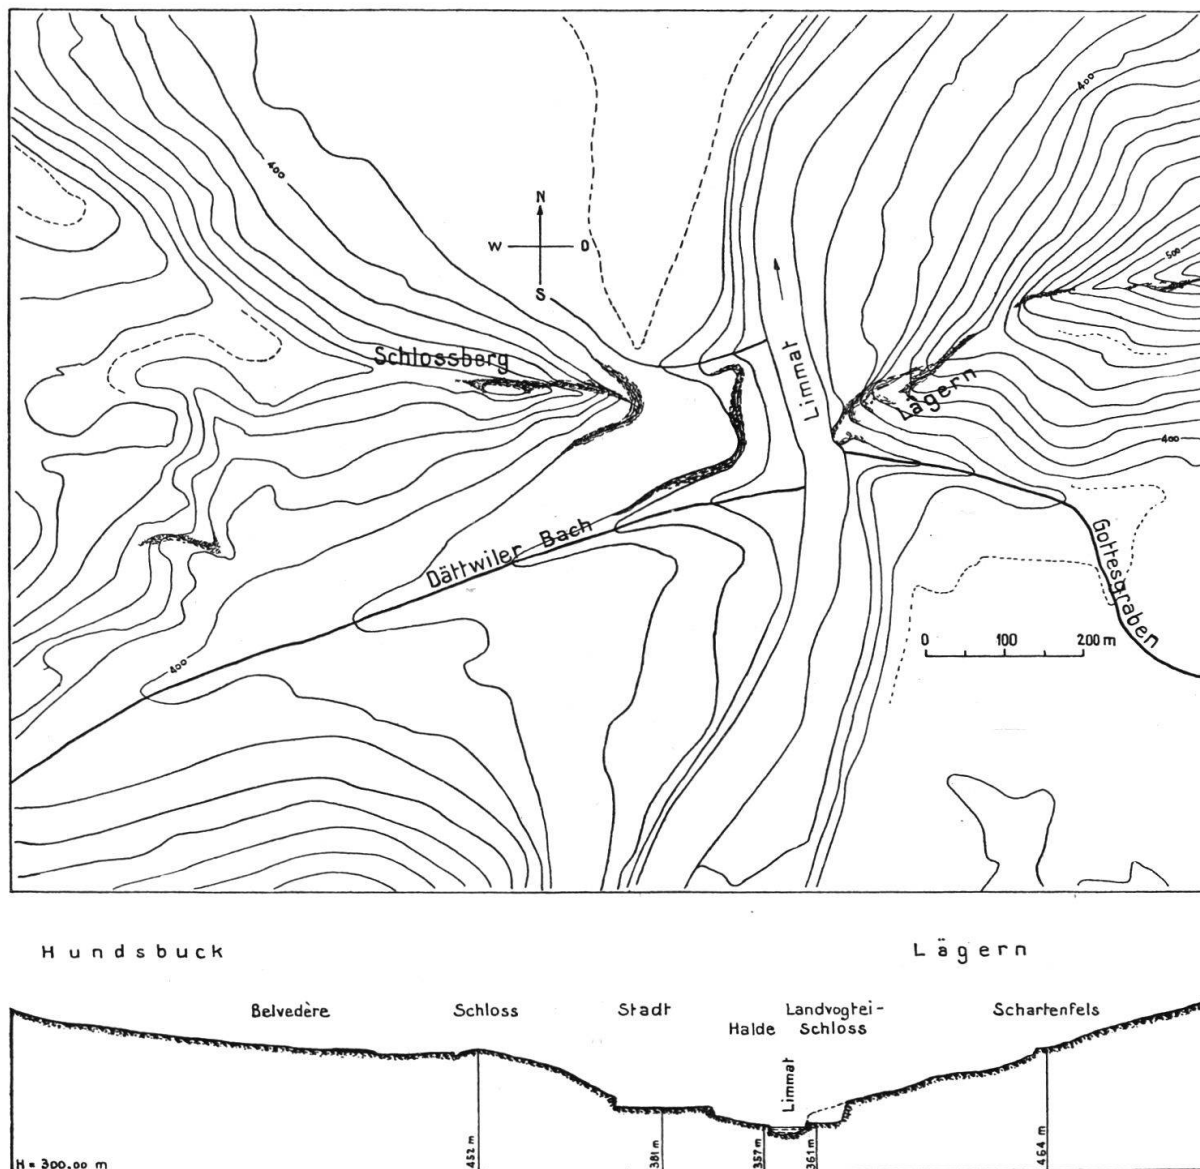 400
400
N
W O
S
500
Schlossberg
Limmat
Lägern
400
Dättwiler Bach
Gottesgraben
0 100 200 m
400
Hundsbuck Lägern
Belvedère Schloss Stadt Halde Landvogtei-
Schloss Schartenfels
Limmat
452 m 381 m 357 m 361 m 464 m
H = 300.00 m